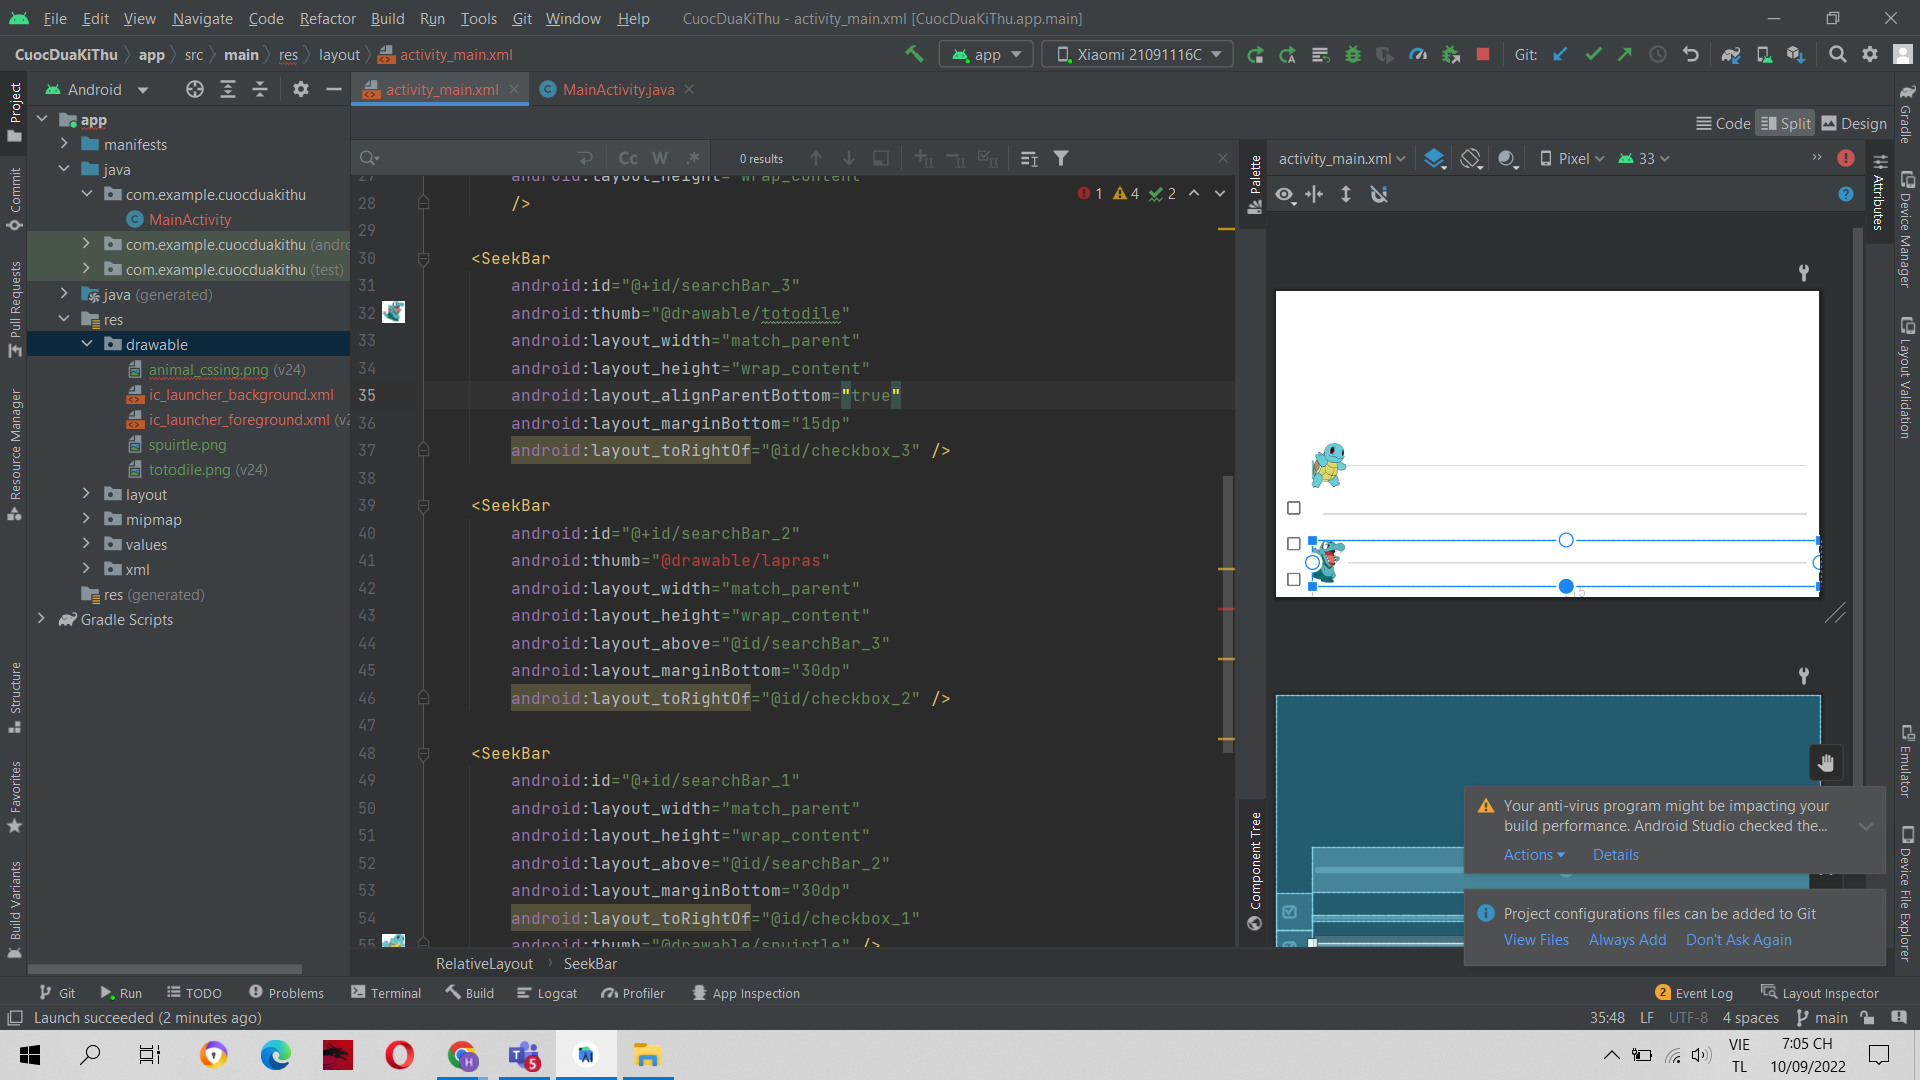 File Edit View Navigate Code Refactor Build Run Tools Git Window Help CuocDuaKiThu - activity_main.xml [CuocDuaKiThu.app.main]
CuocDuaKiThu app src main res layout activity_main.xml app Xiaomi 21091116C Git:
Android activity_main.xml MainActivity.java
Code Split Design
Cc W .* 0 results activity_main.xml Pixel 33
1 4 2
app
manifests
java
com.example.cuocduakithu
MainActivity
com.example.cuocduakithu (andro
com.example.cuocduakithu (test)
java (generated)
res
drawable
animal_cssing.png (v24)
ic_launcher_background.xml
ic_launcher_foreground.xml (v2
spuirtle.png
totodile.png (v24)
layout
mipmap
values
xml
res (generated)
Gradle Scripts
27 android:layout_height="wrap_content"
28 />
29
30 <SeekBar
31 android:id="@+id/searchBar_3"
32 android:thumb="@drawable/totodile"
33 android:layout_width="match_parent"
34 android:layout_height="wrap_content"
35 android:layout_alignParentBottom="true"
36 android:layout_marginBottom="15dp"
37 android:layout_toRightOf="@id/checkbox_3" />
38
39 <SeekBar
40 android:id="@+id/searchBar_2"
41 android:thumb="@drawable/lapras"
42 android:layout_width="match_parent"
43 android:layout_height="wrap_content"
44 android:layout_above="@id/searchBar_3"
45 android:layout_marginBottom="30dp"
46 android:layout_toRightOf="@id/checkbox_2" />
47
48 <SeekBar
49 android:id="@+id/searchBar_1"
50 android:layout_width="match_parent"
51 android:layout_height="wrap_content"
52 android:layout_above="@id/searchBar_2"
53 android:layout_marginBottom="30dp"
54 android:layout_toRightOf="@id/checkbox_1"
55 android:thumb="@drawable/spuirtle" />
RelativeLayout SeekBar
Project
Commit
Pull Requests
Resource Manager
Structure
Favorites
Build Variants
Palette
Component Tree
Attributes
Gradle
Device Manager
Layout Validation
Emulator
Device File Explorer
15
Your anti-virus program might be impacting your
build performance. Android Studio checked the...
Actions Details
Project configurations files can be added to Git
View Files Always Add Don't Ask Again
Git Run TODO Problems Terminal Build Logcat Profiler App Inspection 2 Event Log Layout Inspector
Launch succeeded (2 minutes ago) 35:48 LF UTF-8 4 spaces main
H 5 VIE 7:05 CH
TL 10/09/2022